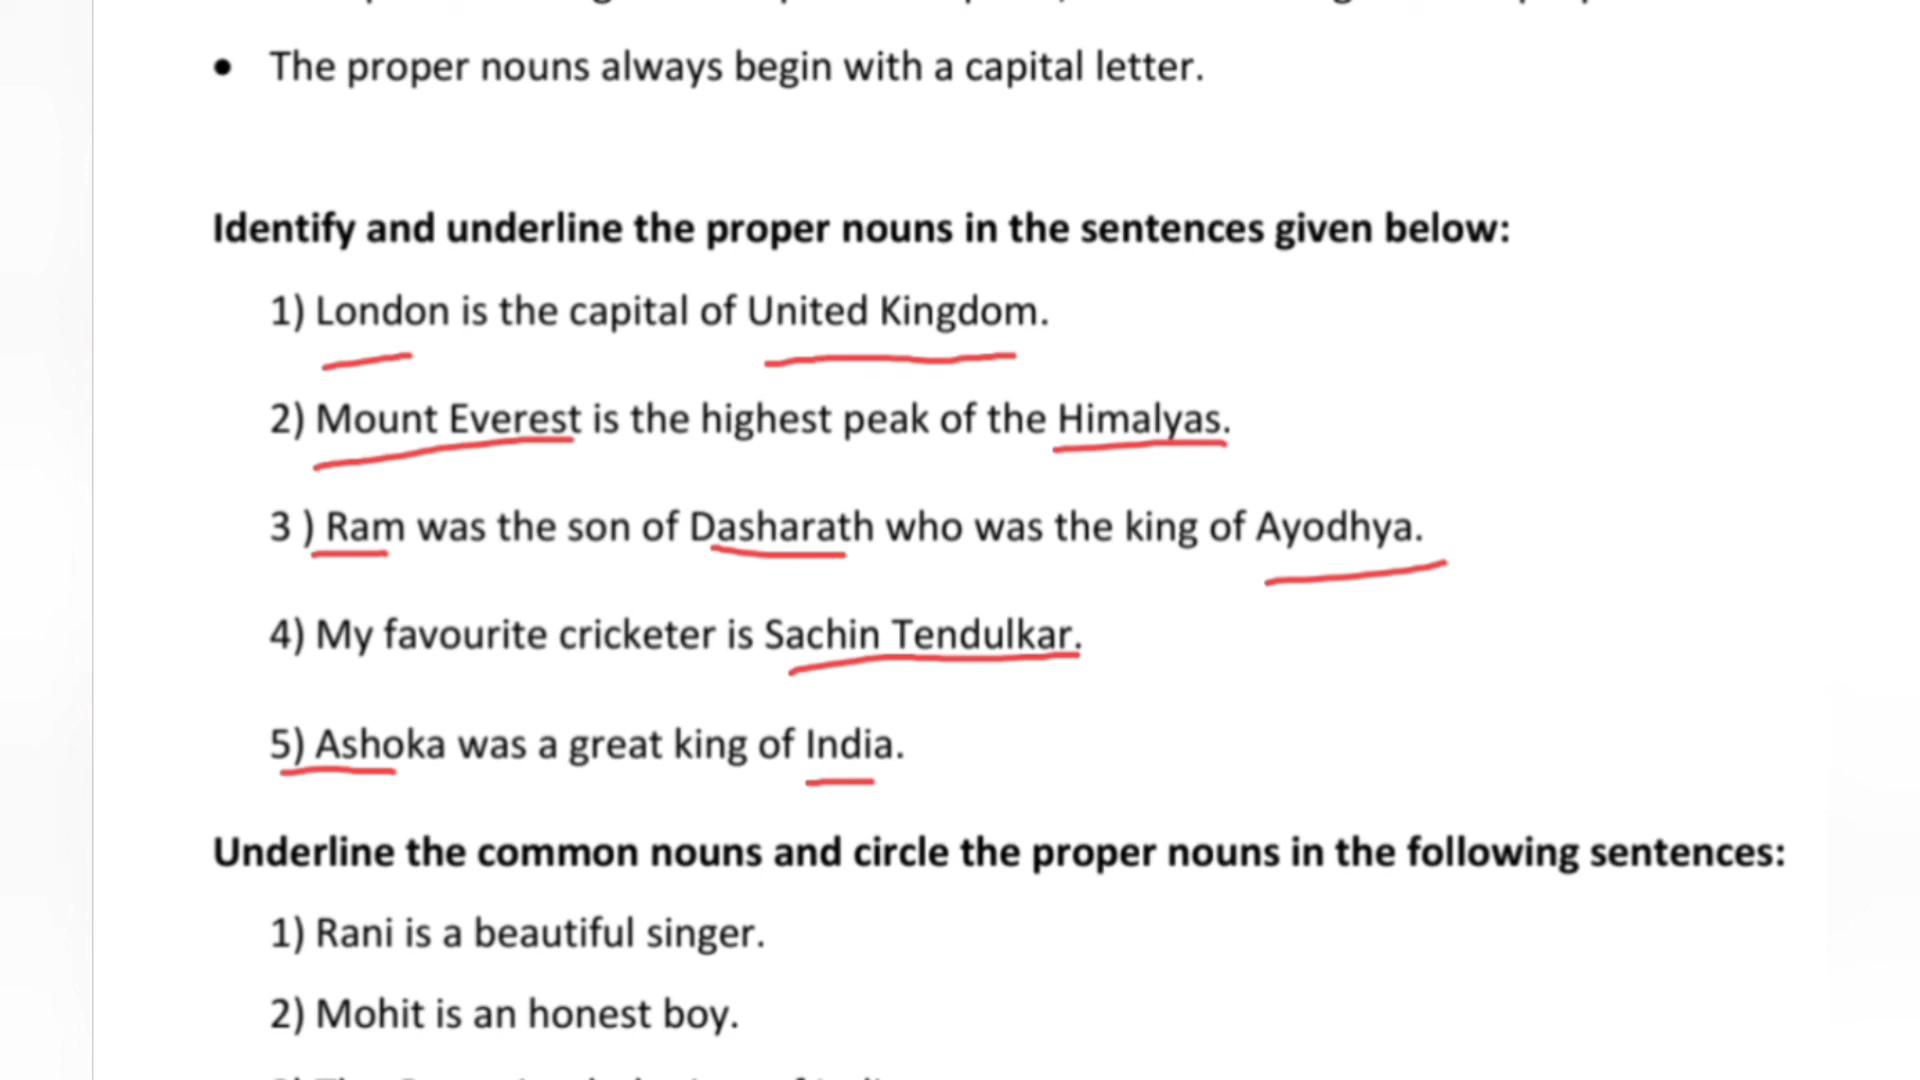 • The proper nouns always begin with a capital letter.
Identify and underline the proper nouns in the sentences given below:
1) London is the capital of United Kingdom.
2) Mount Everest is the highest peak of the Himalyas.
3 ) Ram was the son of Dasharath who was the king of Ayodhya.
4) My favourite cricketer is Sachin Tendulkar.
5) Ashoka was a great king of India.
Underline the common nouns and circle the proper nouns in the following sentences:
1) Rani is a beautiful singer.
2) Mohit is an honest boy.